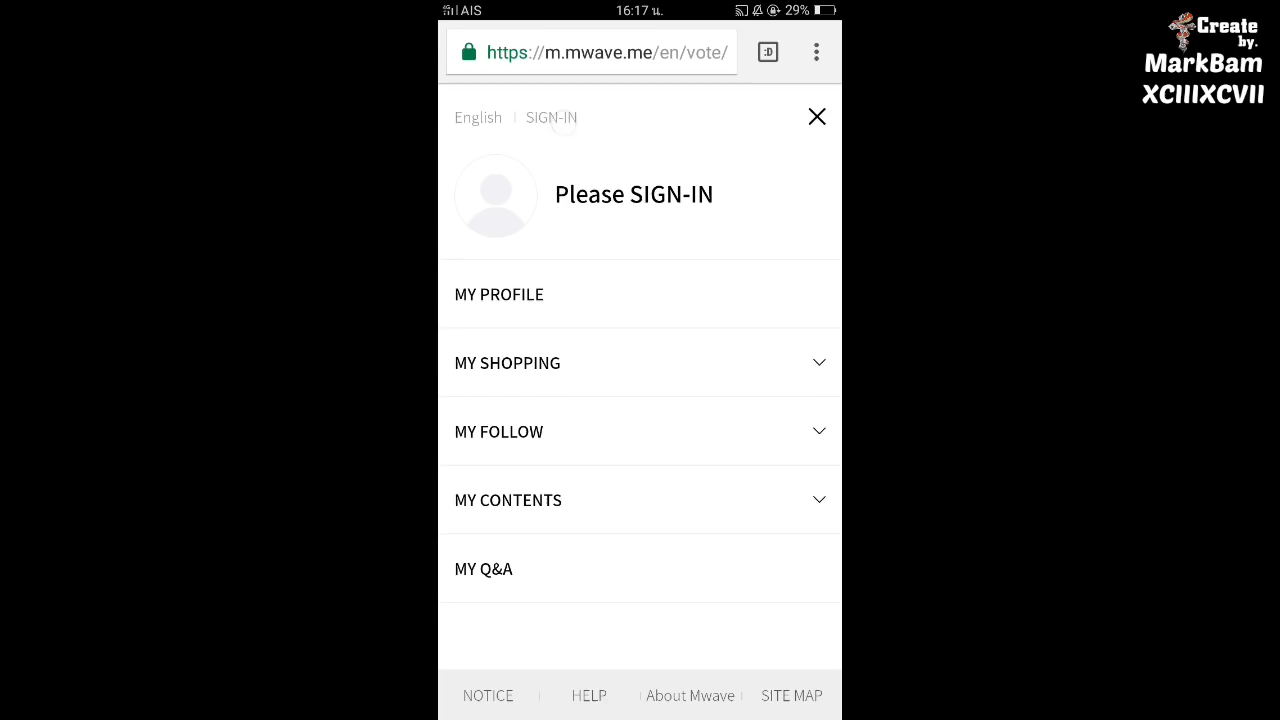 4G AIS 16:17 น. 29%
https://m.mwave.me/en/vote/
:D
English | SIGN-IN
Please SIGN-IN
MY PROFILE
MY SHOPPING
MY FOLLOW
MY CONTENTS
MY Q&A
NOTICE | HELP | About Mwave | SITE MAP
Create
by.
MarkBam
XCIIIXCVII